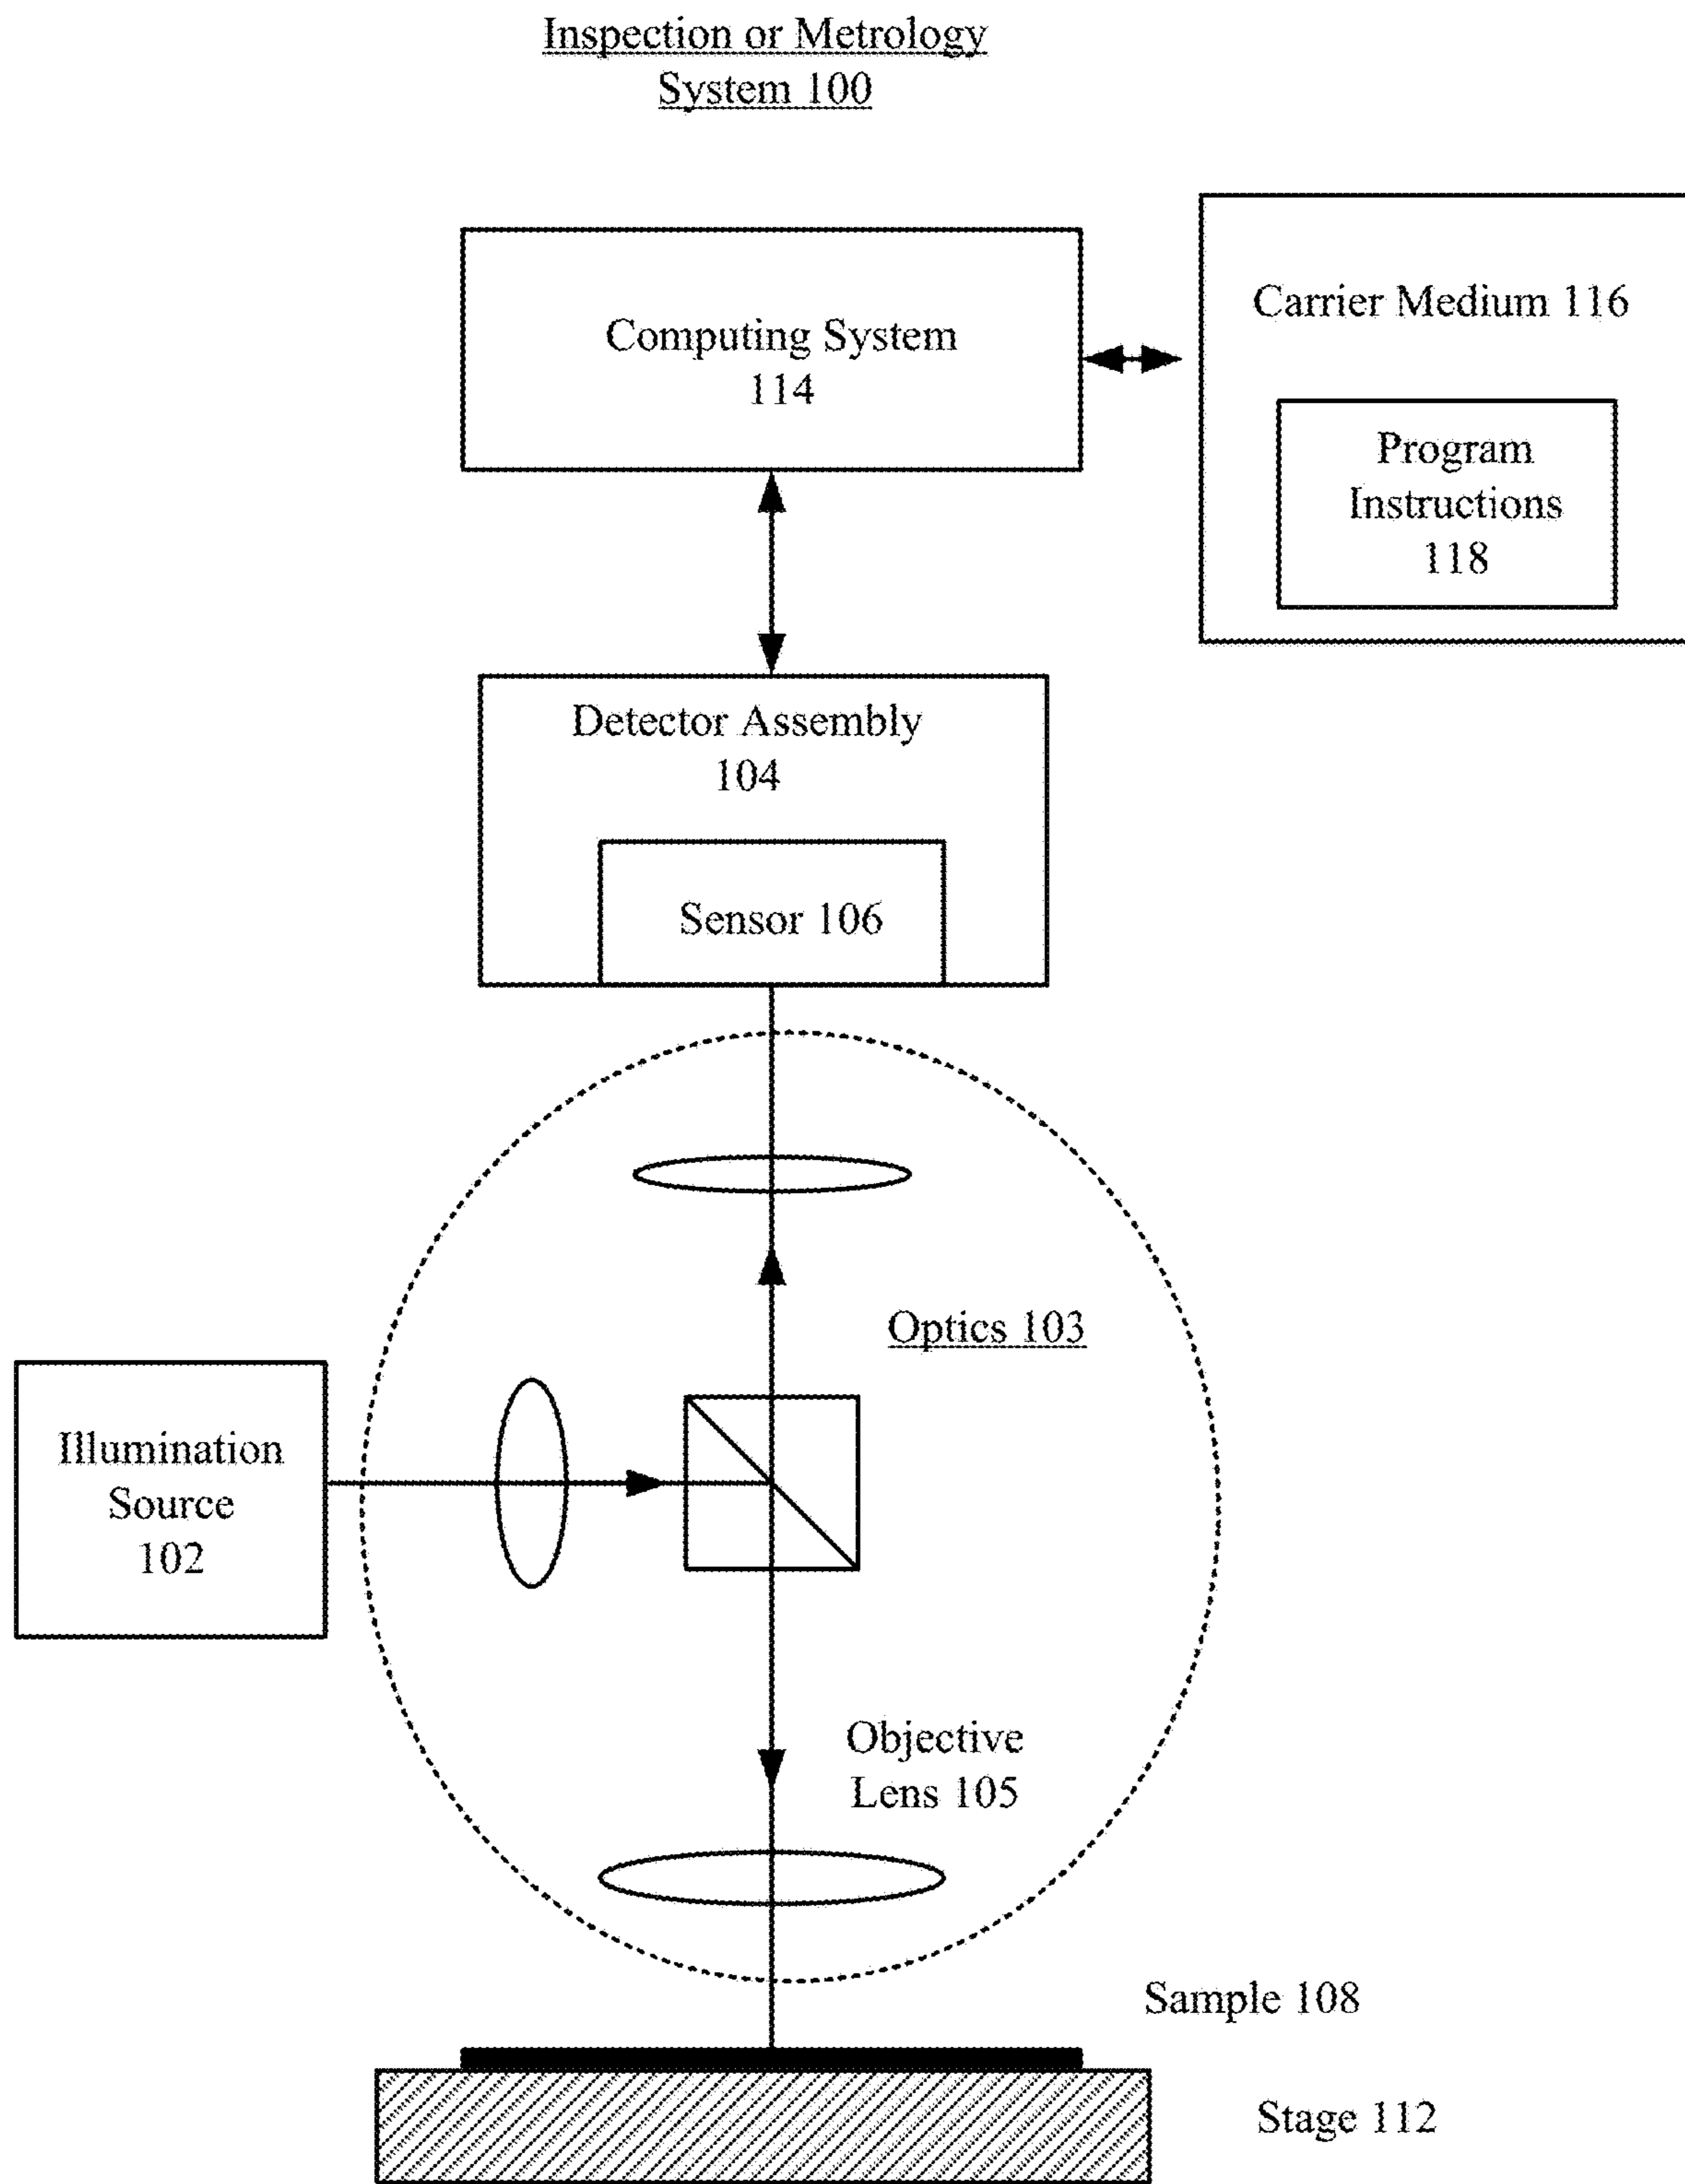 Inspection or Metrology
System 100
Computing System
114
Carrier Medium 116
Program
Instructions
118
Detector Assembly
104
Sensor 106
Optics 103
Illumination
Source
102
Objective
Lens 105
Sample 108
Stage 112